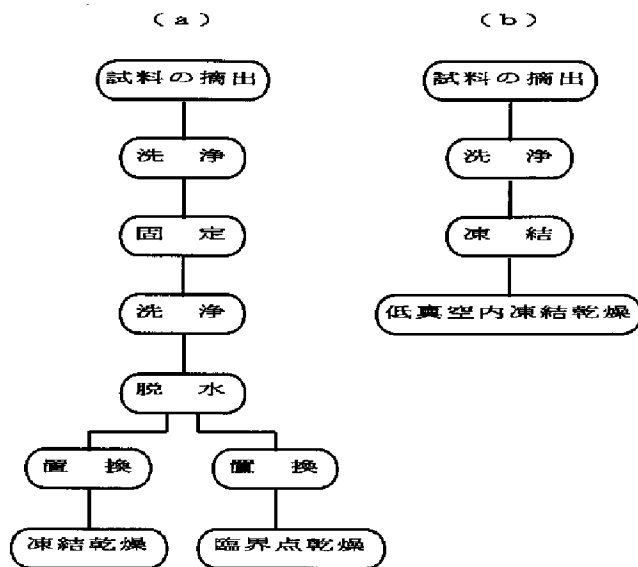 （ａ）
試料の摘出
洗　浄
固　定
洗　浄
脱　水
置　換
置　換
凍結乾燥
臨界点乾燥
（ｂ）
試料の摘出
洗　浄
凍　結
低真空内凍結乾燥